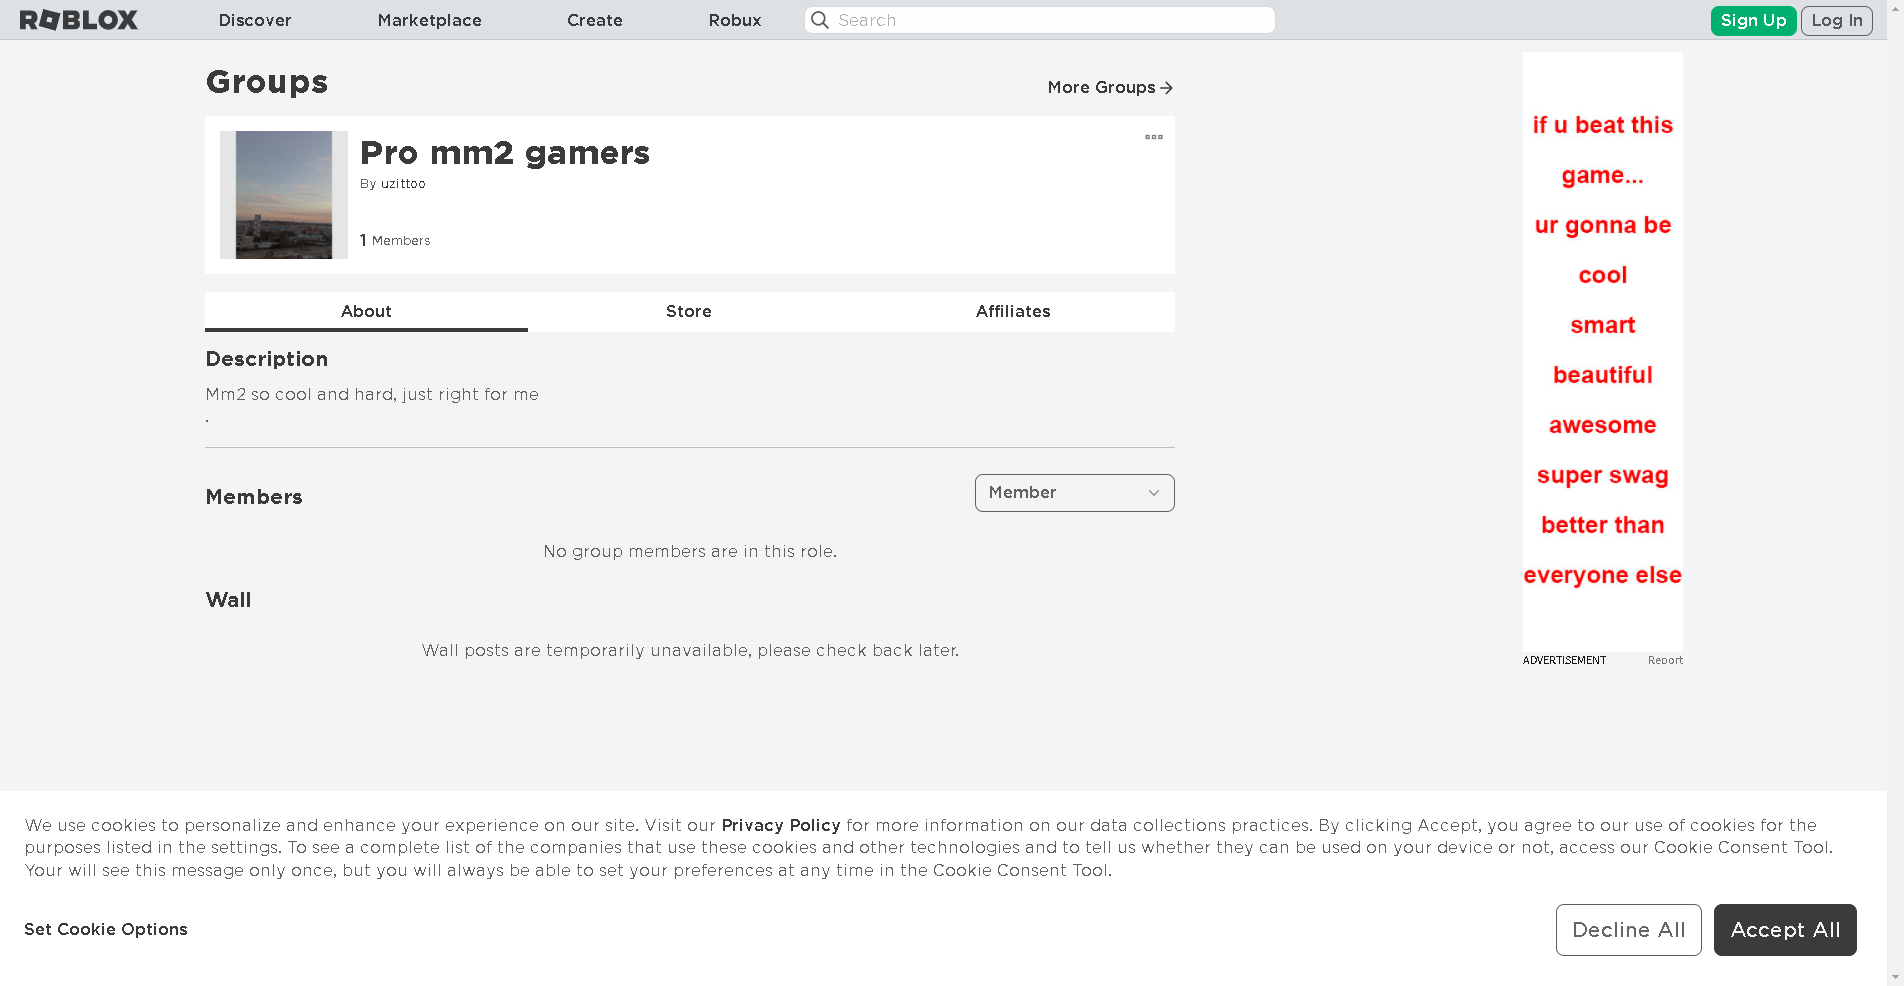 ROBLOX
Discover
Marketplace
Create
Robux
Search
Sign Up
Log In
Groups
More Groups
Pro mm2 gamers
By uzittoo
1 Members
About
Store
Affiliates
Description
Mm2 so cool and hard, just right for me
.
Members
Member
No group members are in this role.
Wall
Wall posts are temporarily unavailable, please check back later.
if u beat this
game...
ur gonna be
cool
smart
beautiful
awesome
super swag
better than
everyone else
ADVERTISEMENT
Report
We use cookies to personalize and enhance your experience on our site. Visit our Privacy Policy for more information on our data collections practices. By clicking Accept, you agree to our use of cookies for the
purposes listed in the settings. To see a complete list of the companies that use these cookies and other technologies and to tell us whether they can be used on your device or not, access our Cookie Consent Tool.
Your will see this message only once, but you will always be able to set your preferences at any time in the Cookie Consent Tool.
Set Cookie Options
Decline All
Accept All